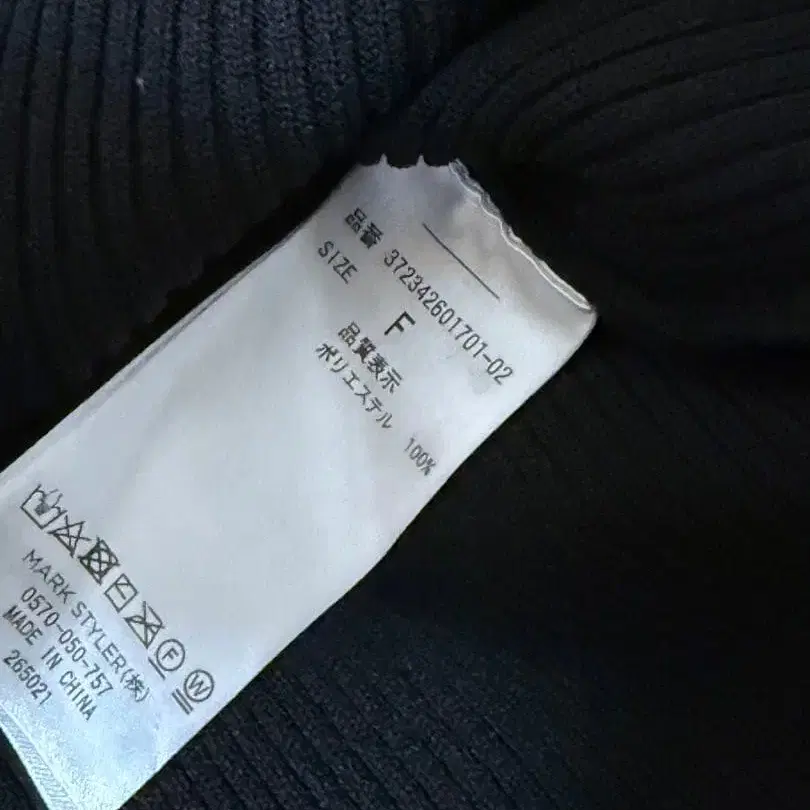 品番 372342601701-02
SIZE
F
品質表示
ポリエステル 100%
F W
MARK STYLER(株)
0570-050-757
MADE IN CHINA
265021